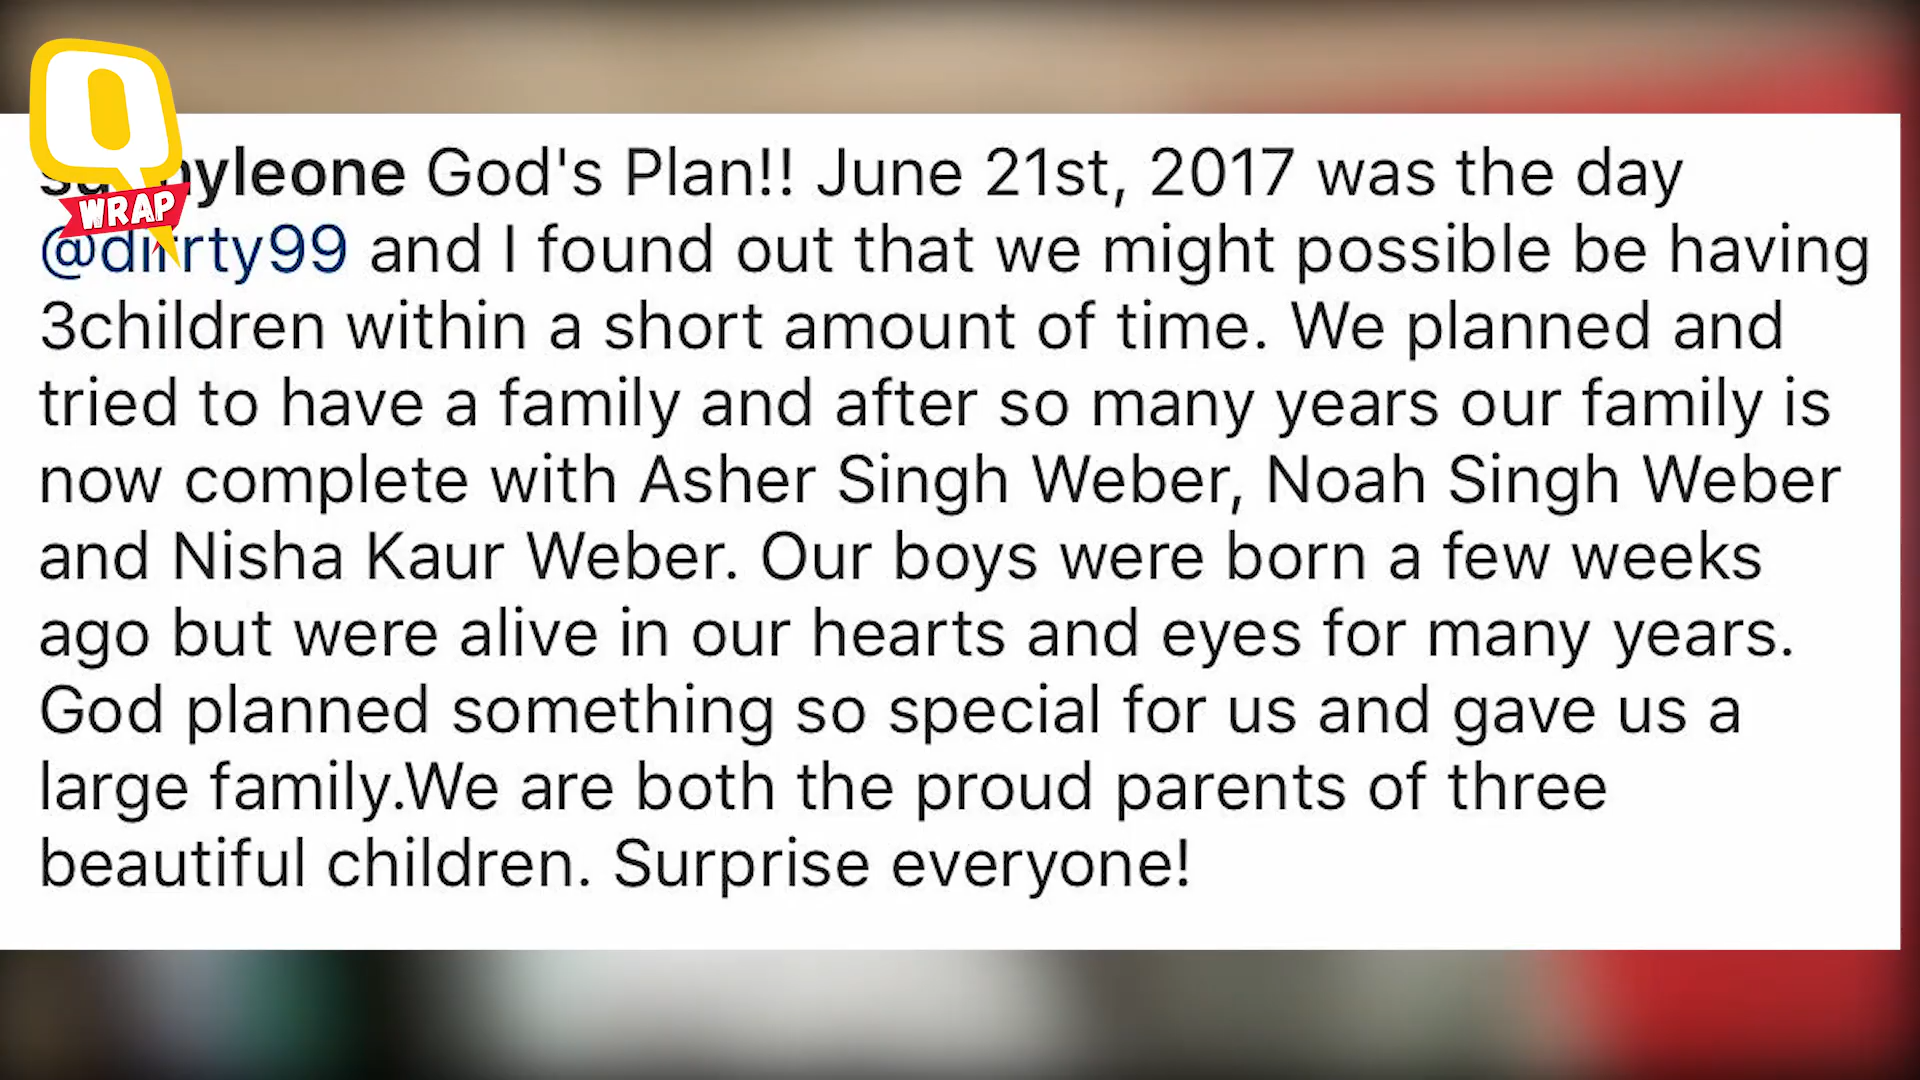 Q
WRAP
sunnyleone God's Plan!! June 21st, 2017 was the day
@dirrty99 and I found out that we might possible be having
3children within a short amount of time. We planned and
tried to have a family and after so many years our family is
now complete with Asher Singh Weber, Noah Singh Weber
and Nisha Kaur Weber. Our boys were born a few weeks
ago but were alive in our hearts and eyes for many years.
God planned something so special for us and gave us a
large family.We are both the proud parents of three
beautiful children. Surprise everyone!